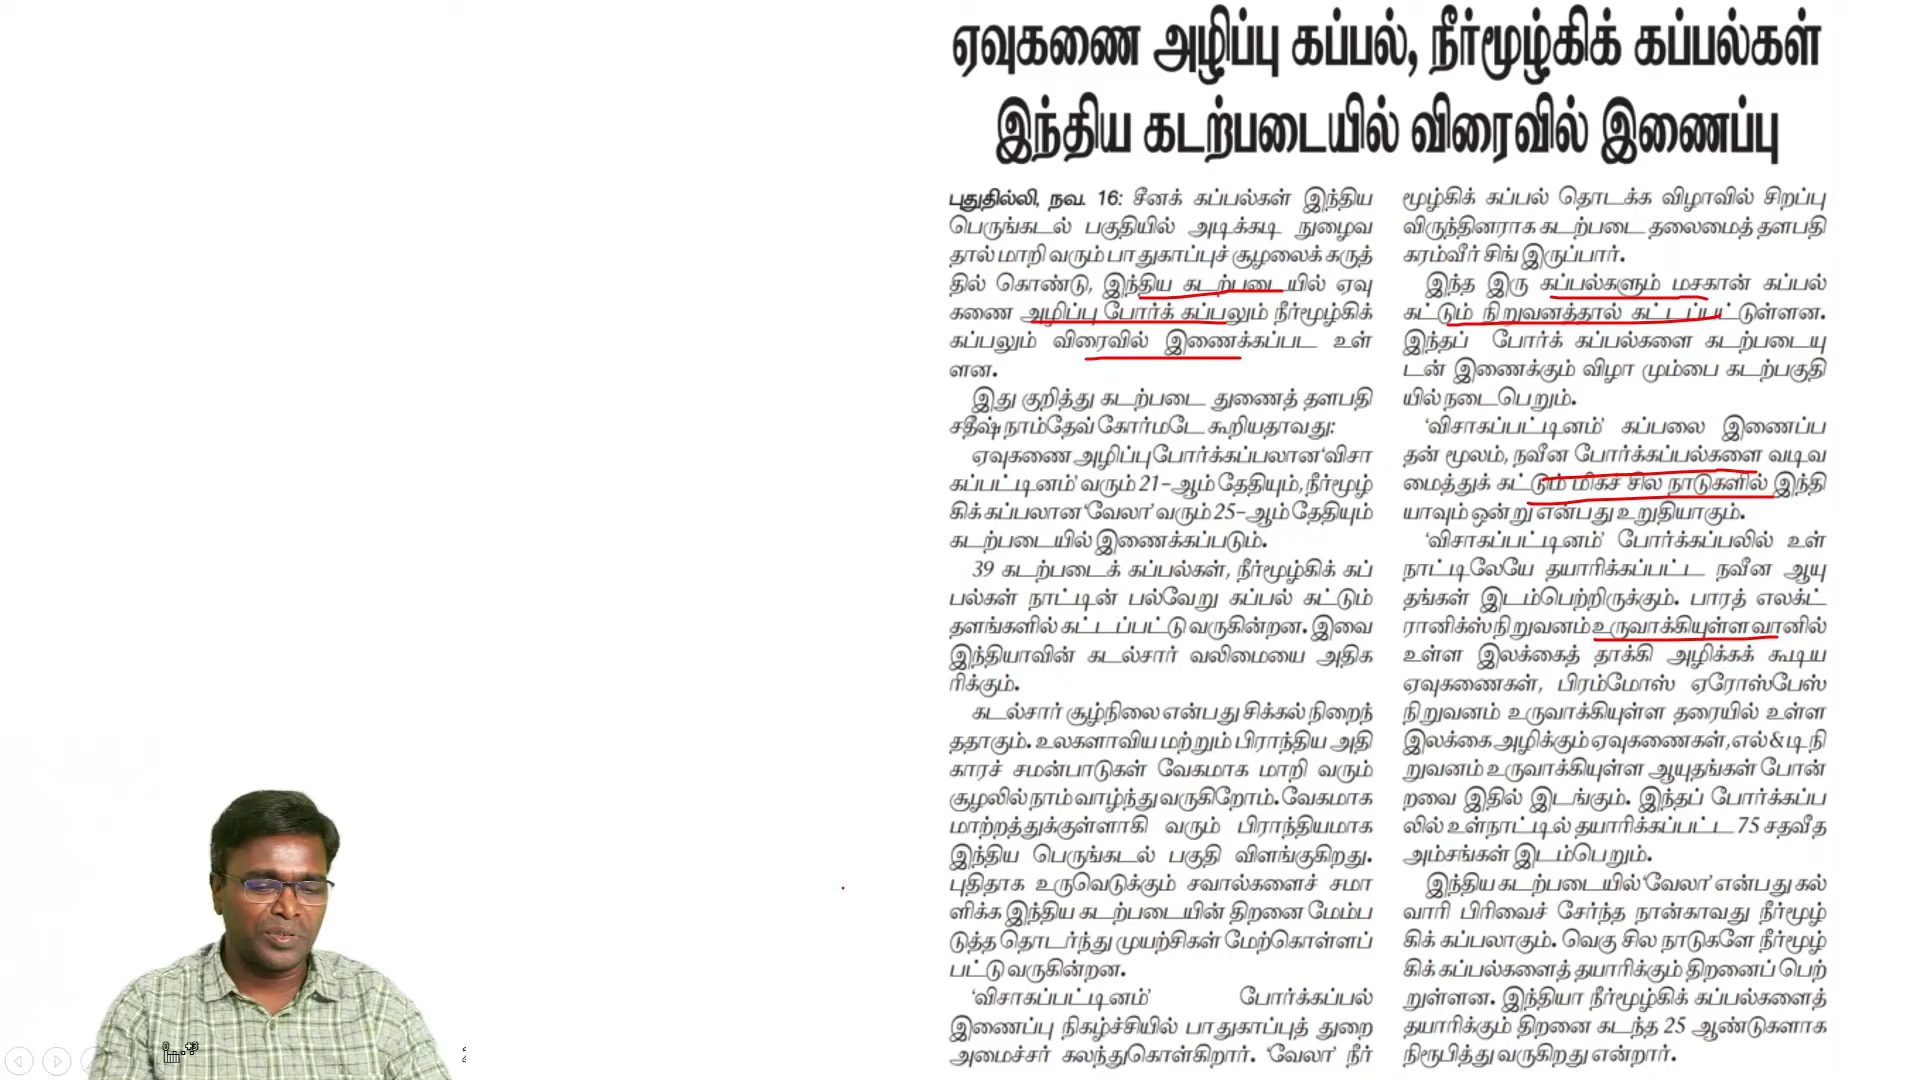 ஏவுகணை அழிப்பு கப்பல், நீர்மூழ்கிக் கப்பல்கள்
இந்திய கடற்படையில் விரைவில் இணைப்பு
புதுதில்லி, நவ. 16: சீனக் கப்பல்கள் இந்திய
பெருங்கடல் பகுதியில் அடிக்கடி நுழைவ
தால் மாறி வரும் பாதுகாப்புச் சூழலைக் கருத்
தில் கொண்டு, இந்திய கடற்படையில் ஏவு
கணை அழிப்பு போர்க் கப்பலும் நீர்மூழ்கிக்
கப்பலும் விரைவில் இணைக்கப்பட உள்
ளன.
இது குறித்து கடற்படை துணைத் தளபதி
சதீஷ் நாம்தேவ் கோர்மடே கூறியதாவது:
ஏவுகணை அழிப்பு போர்க்கப்பலான 'விசா
கப்பட்டினம்' வரும் 21-ஆம் தேதியும், நீர்மூழ்
கிக் கப்பலான 'வேலா' வரும் 25-ஆம் தேதியும்
கடற்படையில் இணைக்கப்படும்.
39 கடற்படைக் கப்பல்கள், நீர்மூழ்கிக் கப்
பல்கள் நாட்டின் பல்வேறு கப்பல் கட்டும்
தளங்களில் கட்டப்பட்டு வருகின்றன. இவை
இந்தியாவின் கடல்சார் வலிமையை அதிக
ரிக்கும்.
கடல்சார் சூழ்நிலை என்பது சிக்கல் நிறைந்
ததாகும். உலகளாவிய மற்றும் பிராந்திய அதி
காரச் சமன்பாடுகள் வேகமாக மாறி வரும்
சூழலில் நாம் வாழ்ந்து வருகிறோம். வேகமாக
மாற்றத்துக்குள்ளாகி வரும் பிராந்தியமாக
இந்திய பெருங்கடல் பகுதி விளங்குகிறது.
புதிதாக உருவெடுக்கும் சவால்களைச் சமா
ளிக்க இந்திய கடற்படையின் திறனை மேம்ப
டுத்த தொடர்ந்து முயற்சிகள் மேற்கொள்ளப்
பட்டு வருகின்றன.
'விசாகப்பட்டினம்' போர்க்கப்பல்
இணைப்பு நிகழ்ச்சியில் பாதுகாப்புத் துறை
அமைச்சர் கலந்துகொள்கிறார். 'வேலா' நீர்
மூழ்கிக் கப்பல் தொடக்க விழாவில் சிறப்பு
விருந்தினராக கடற்படை தலைமைத் தளபதி
கரம்வீர் சிங் இருப்பார்.
இந்த இரு கப்பல்களும் மசகான் கப்பல்
கட்டும் நிறுவனத்தால் கட்டப்பட்டுள்ளன.
இந்தப் போர்க் கப்பல்களை கடற்படையு
டன் இணைக்கும் விழா மும்பை கடற்பகுதி
யில் நடைபெறும்.
'விசாகப்பட்டினம்' கப்பலை இணைப்ப
தன் மூலம், நவீன போர்க்கப்பல்களை வடிவ
மைத்துக் கட்டும் மிகச் சில நாடுகளில் இந்தி
யாவும் ஒன்று என்பது உறுதியாகும்.
'விசாகப்பட்டினம்' போர்க்கப்பலில் உள்
நாட்டிலேயே தயாரிக்கப்பட்ட நவீன ஆயு
தங்கள் இடம்பெற்றிருக்கும். பாரத் எலக்ட்
ரானிக்ஸ் நிறுவனம் உருவாக்கியுள்ள வானில்
உள்ள இலக்கைத் தாக்கி அழிக்கக் கூடிய
ஏவுகணைகள், பிரம்மோஸ் ஏரோஸ்பேஸ்
நிறுவனம் உருவாக்கியுள்ள தரையில் உள்ள
இலக்கை அழிக்கும் ஏவுகணைகள், எல்&டி நி
றுவனம் உருவாக்கியுள்ள ஆயுதங்கள் போன்
றவை இதில் இடங்கும். இந்தப் போர்க்கப்ப
லில் உள்நாட்டில் தயாரிக்கப்பட்ட 75 சதவீத
அம்சங்கள் இடம்பெறும்.
இந்திய கடற்படையில் 'வேலா' என்பது கல்
வாரி பிரிவைச் சேர்ந்த நான்காவது நீர்மூழ்
கிக் கப்பலாகும். வெகு சில நாடுகளே நீர்மூழ்
கிக் கப்பல்களைத் தயாரிக்கும் திறனைப் பெற்
றுள்ளன. இந்தியா நீர்மூழ்கிக் கப்பல்களைத்
தயாரிக்கும் திறனை கடந்த 25 ஆண்டுகளாக
நிரூபித்து வருகிறது என்றார்.